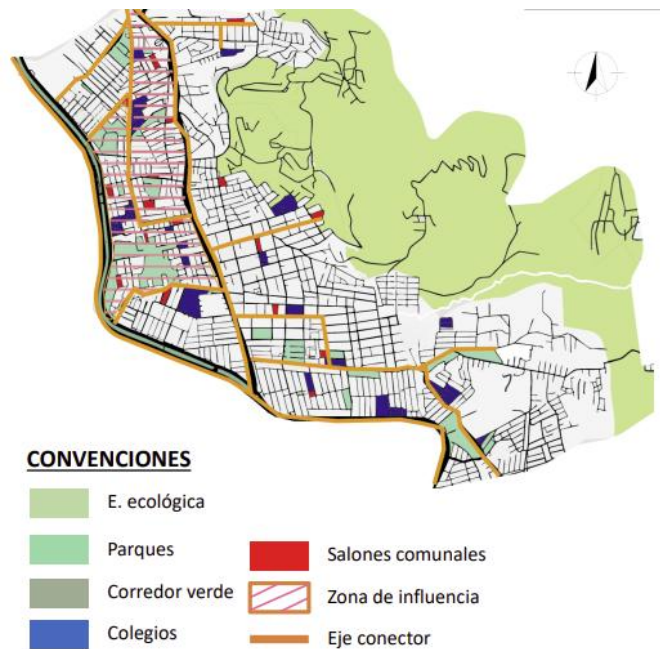 CONVENCIONES
E. ecológica
Parques
Corredor verde
Colegios
Salones comunales
Zona de influencia
Eje conector